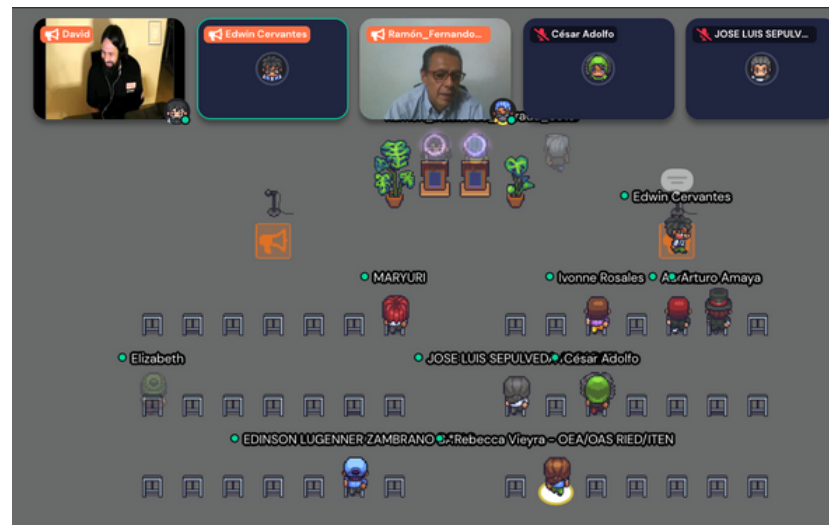 David
Edwin Cervantes
Ramón_Fernando...
César Adolfo
JOSE LUIS SEPULV...
Edwin Cervantes
MARYURI
Ivonne Rosales
Arturo Amaya
Elizabeth
JOSE LUIS SEPULVED
César Adolfo
EDINSON LUGENNER ZAMBRANO
Rebecca Vieyra - OEA/OAS RIED/ITEN